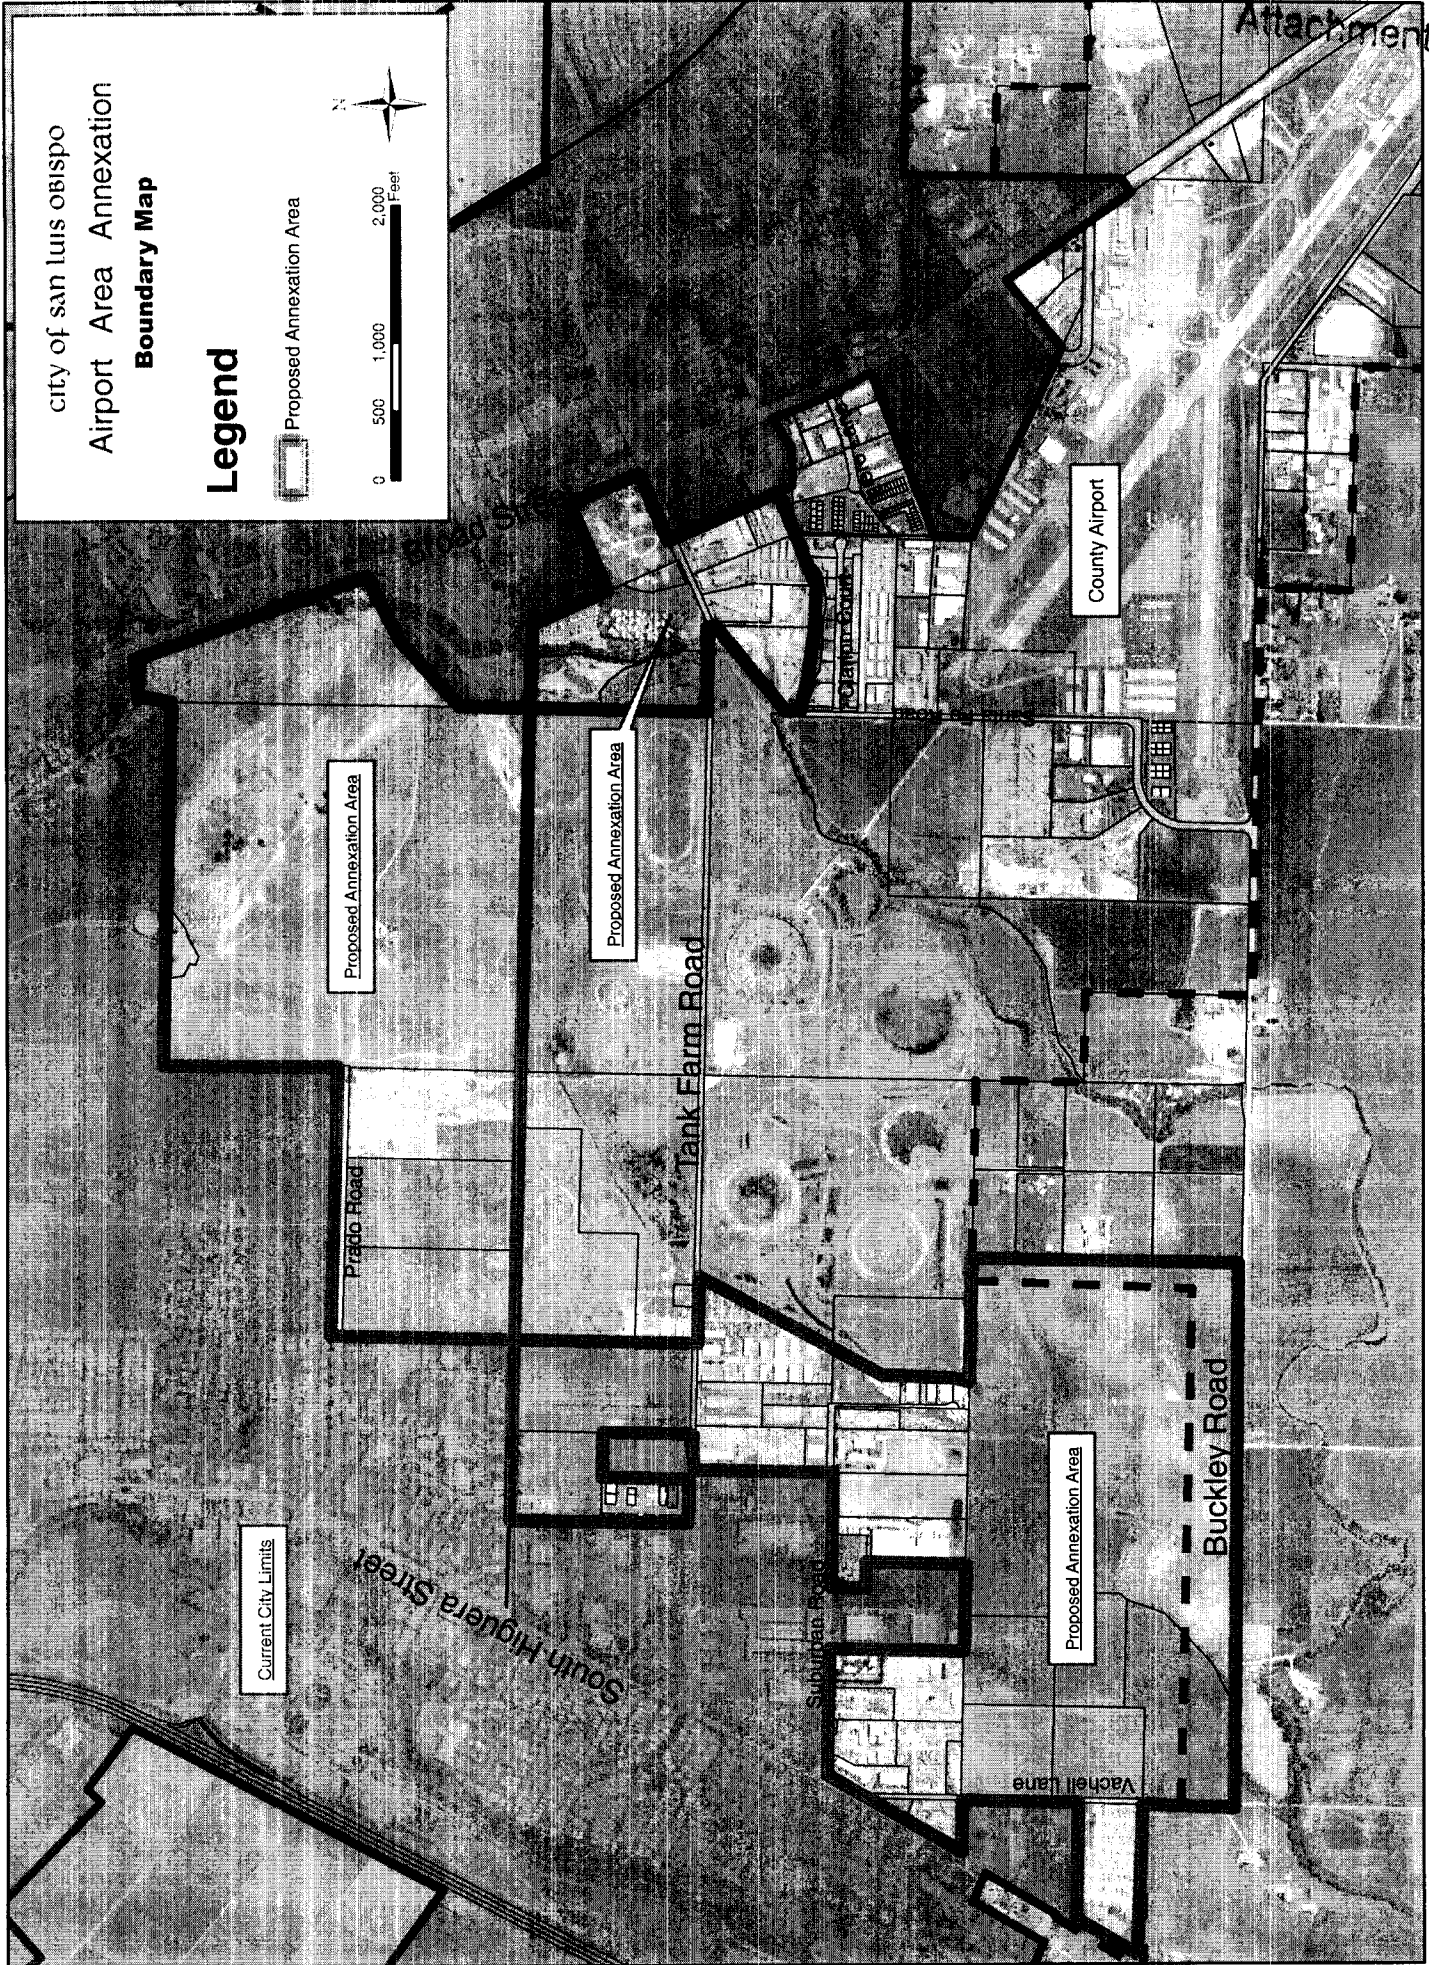 Attachment
city of san luis obispo
Airport Area Annexation
Boundary Map
Legend
Proposed Annexation Area
N
0 500 1,000 2,000
Feet
Broad Street
Proposed Annexation Area
Proposed Annexation Area
County Airport
Prado Road
Tank Farm Road
Current City Limits
South Higuera Street
Suburban Road
Proposed Annexation Area
Buckley Road
Vachell Lane